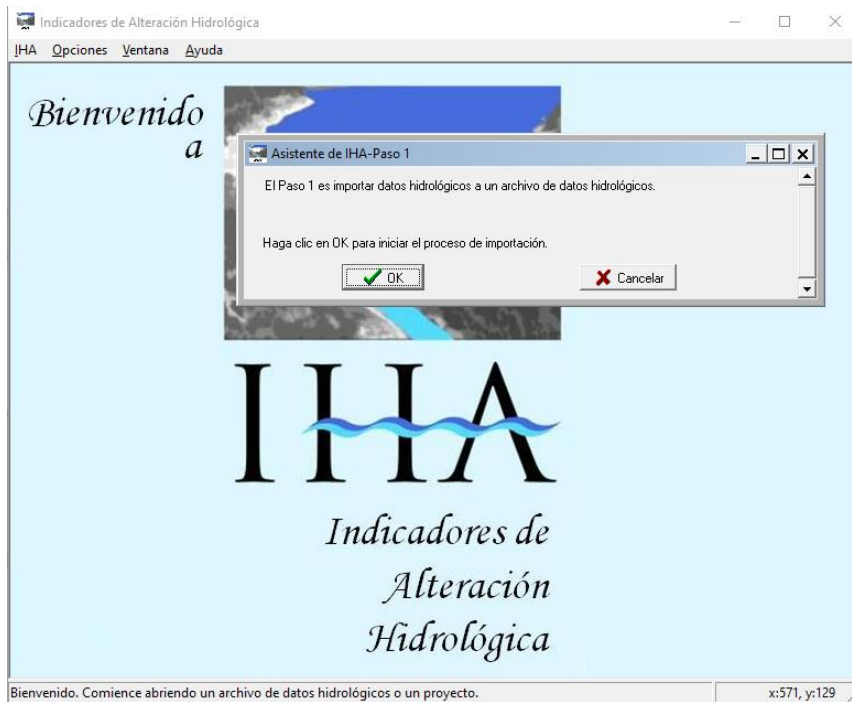 Indicadores de Alteración Hidrológica
IHA Opciones Ventana Ayuda
Bienvenido
a
Asistente de IHA-Paso 1
El Paso 1 es importar datos hidrológicos a un archivo de datos hidrológicos.
Haga clic en OK para iniciar el proceso de importación.
OK Cancelar
IHA
Indicadores de
Alteración
Hidrológica
Bienvenido. Comience abriendo un archivo de datos hidrológicos o un proyecto. x:571, y:129